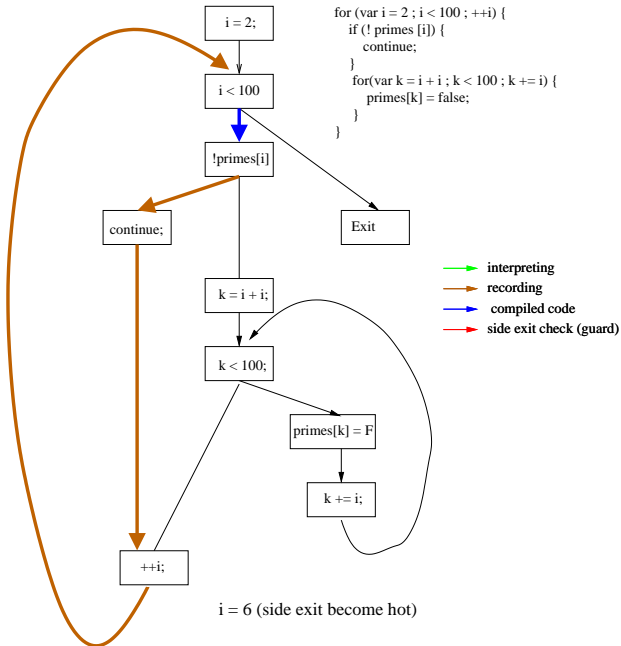 i = 2;
for (var i = 2 ; i < 100 ; ++i) {
if (! primes [i]) {
continue;
}
for(var k = i + i ; k < 100 ; k += i) {
primes[k] = false;
}
}
i < 100
!primes[i]
continue;
Exit
interpreting
recording
compiled code
side exit check (guard)
k = i + i;
k < 100;
primes[k] = F
k += i;
++i;
i = 6 (side exit become hot)